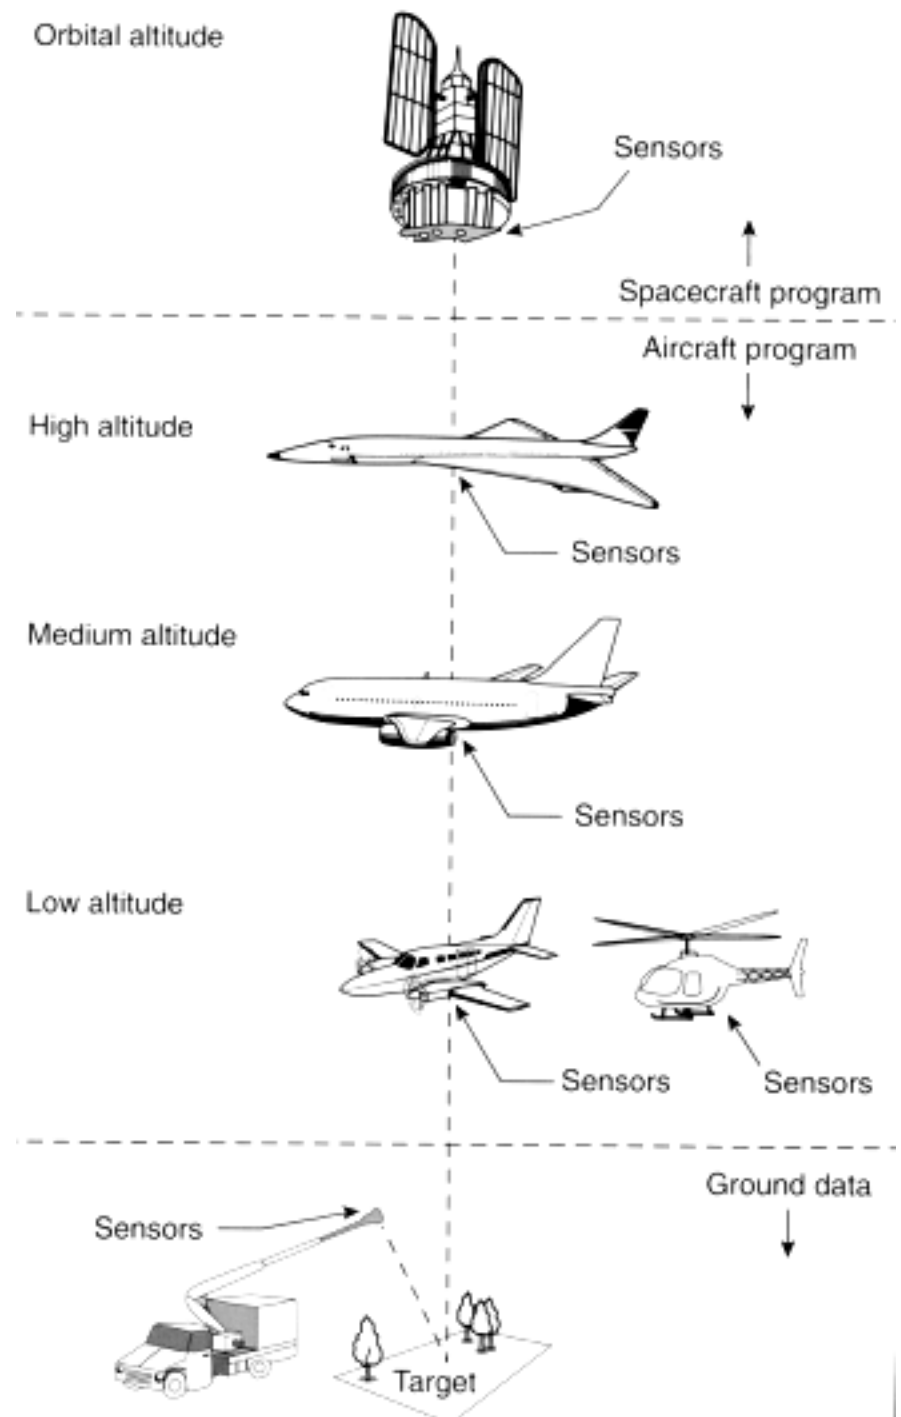 Orbital altitude
Sensors
Spacecraft program
Aircraft program
High altitude
Sensors
Medium altitude
Sensors
Low altitude
Sensors
Sensors
Ground data
Sensors
Target